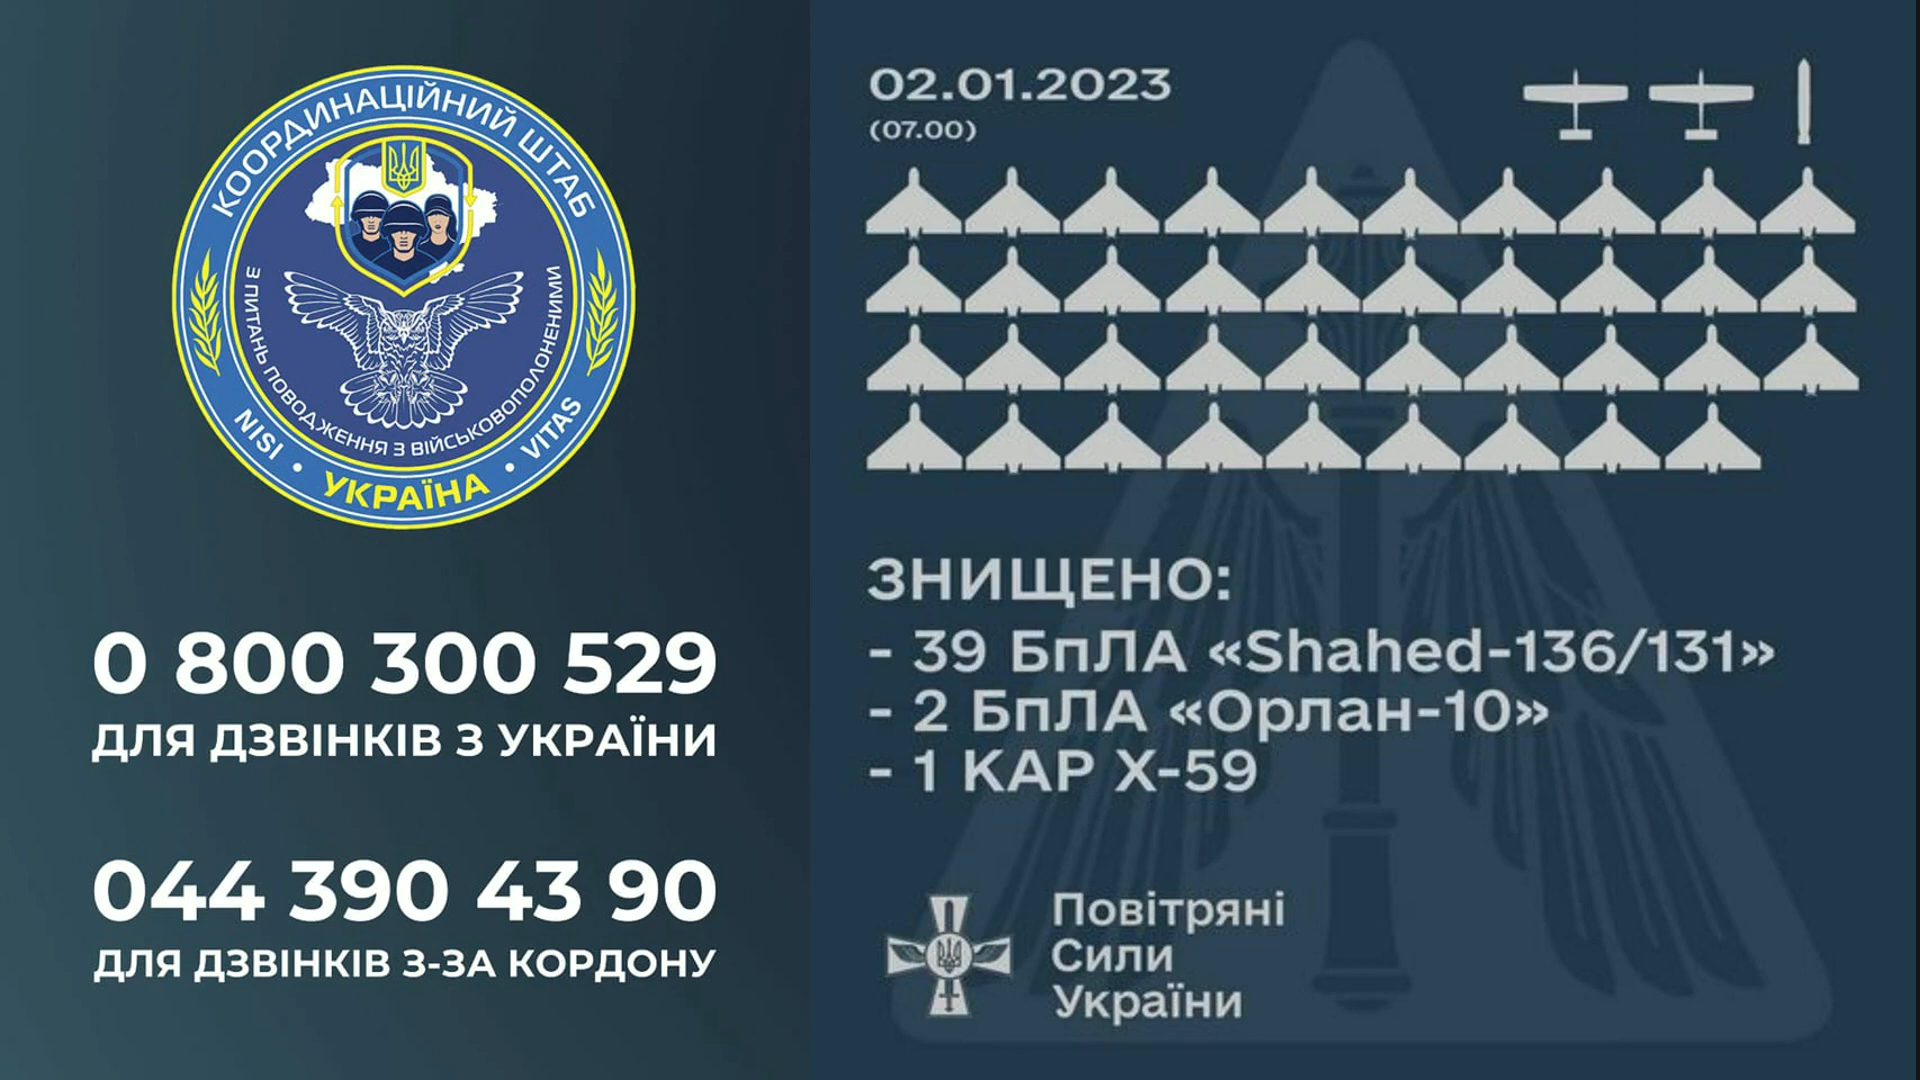 КООРДИНАЦІЙНИЙ ШТАБ
З ПИТАНЬ ПОВОДЖЕННЯ З ВІЙСЬКОВОПОЛОНЕНИМИ
NISI • УКРАЇНА • VITAS
0 800 300 529
ДЛЯ ДЗВІНКІВ З УКРАЇНИ
044 390 43 90
ДЛЯ ДЗВІНКІВ З-ЗА КОРДОНУ
02.01.2023
(07.00)
ЗНИЩЕНО:
- 39 БпЛА «Shahed-136/131»
- 2 БпЛА «Орлан-10»
- 1 КАР Х-59
Повітряні
Сили
України